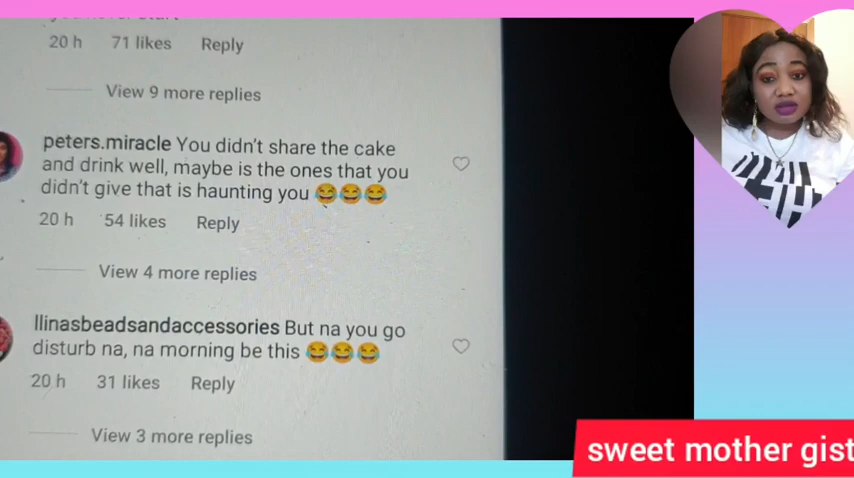 20 h 71 likes Reply
View 9 more replies
peters.miracle You didn't share the cake
and drink well, maybe is the ones that you
didn't give that is haunting you 😂😂😂
20 h 54 likes Reply
View 4 more replies
llinasbeadsandaccessories But na you go
disturb na, na morning be this 😂😂😂
20 h 31 likes Reply
View 3 more replies
sweet mother gist